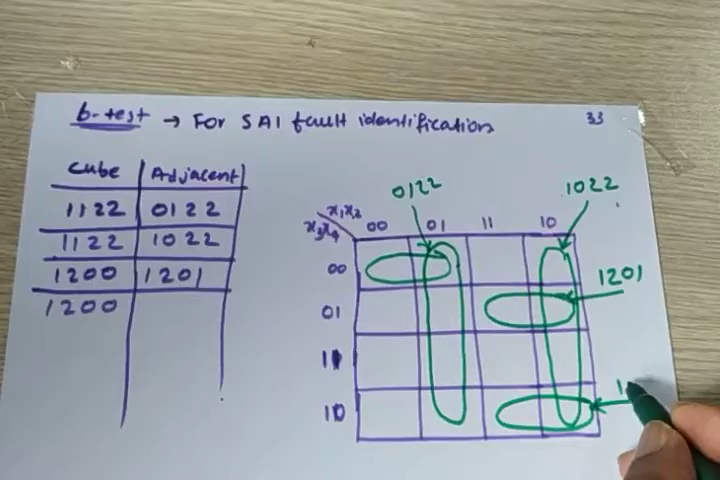 b-test → For SA1 fault identification 33
Cube Adjacent
1122 0122
1122 1022
1200 1201
1200
0122
1022
x1x2
x3x4
00 01 11 10
00
01
11
10
1201
1